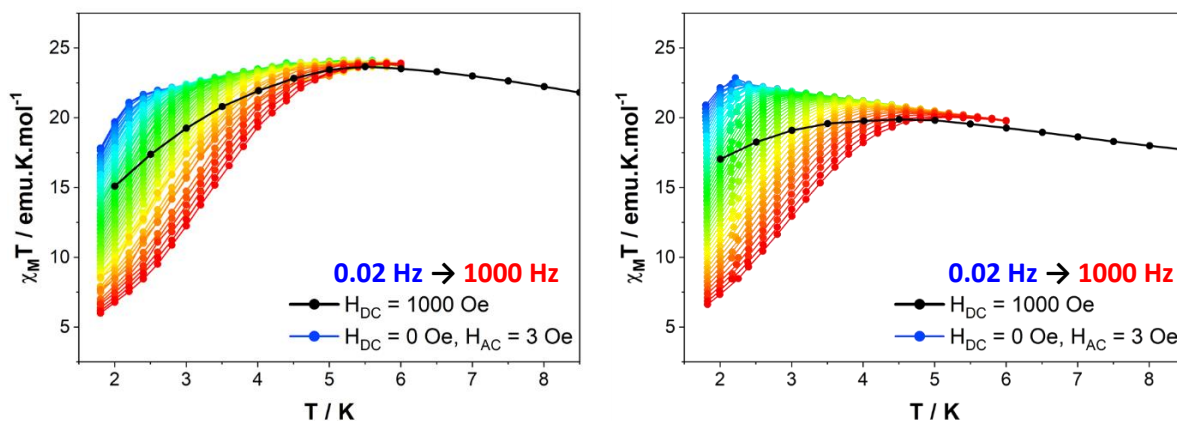 25
20
15
10
5
χMT / emu.K.mol-1
0.02 Hz → 1000 Hz
HDC = 1000 Oe
HDC = 0 Oe, HAC = 3 Oe
2 3 4 5 6 7 8
T / K
25
20
15
10
5
χMT / emu.K.mol-1
0.02 Hz → 1000 Hz
HDC = 1000 Oe
HDC = 0 Oe, HAC = 3 Oe
2 3 4 5 6 7 8
T / K